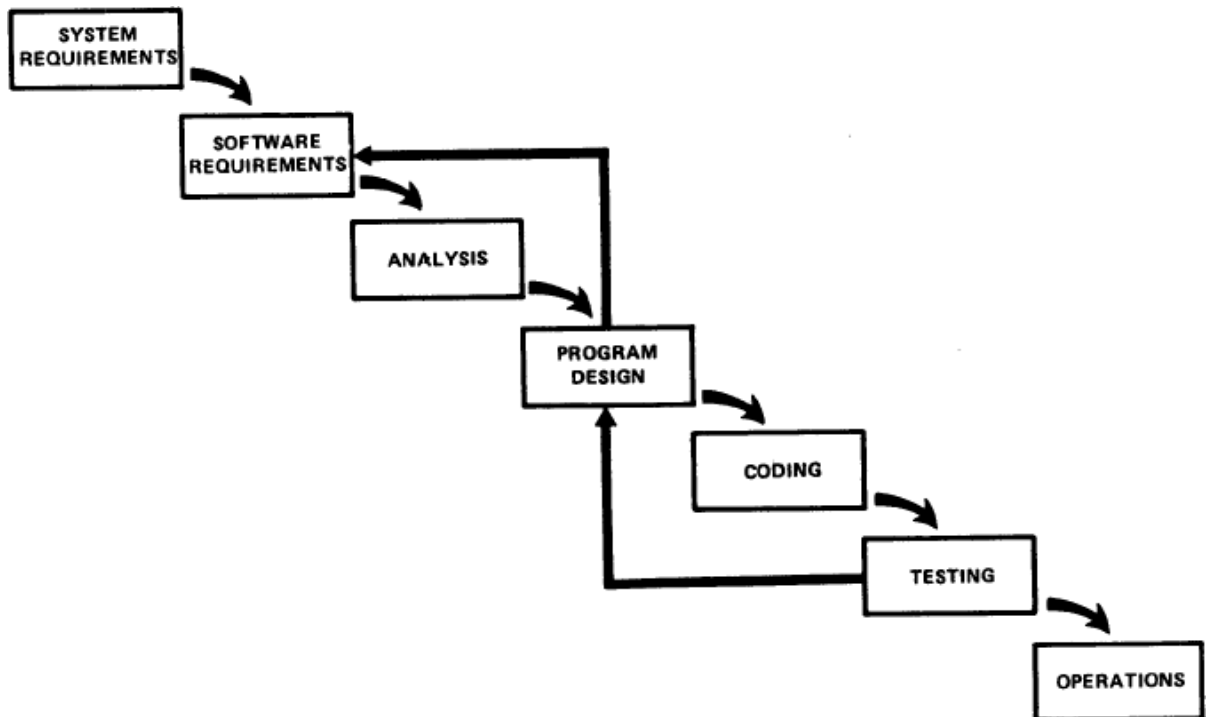 SYSTEM
REQUIREMENTS
SOFTWARE
REQUIREMENTS
ANALYSIS
PROGRAM
DESIGN
CODING
TESTING
OPERATIONS